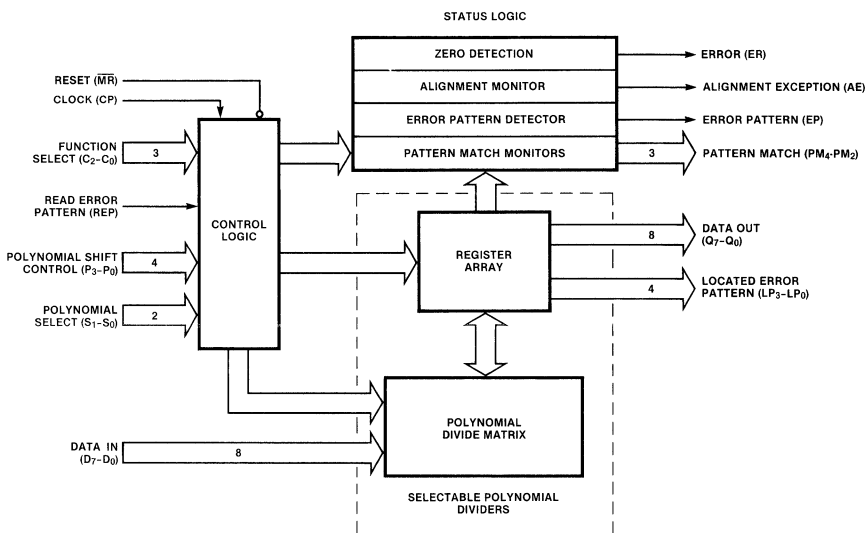 STATUS LOGIC
ZERO DETECTION
ALIGNMENT MONITOR
ERROR PATTERN DETECTOR
PATTERN MATCH MONITORS
ERROR (ER)
ALIGNMENT EXCEPTION (AE)
ERROR PATTERN (EP)
3
PATTERN MATCH (PM₄-PM₂)
RESET (M̅R̅)
CLOCK (CP)
FUNCTION
SELECT (C₂–C₀)
3
READ ERROR
PATTERN (REP)
POLYNOMIAL SHIFT
CONTROL (P₃–P₀)
4
POLYNOMIAL
SELECT (S₁–S₀)
2
CONTROL
LOGIC
REGISTER
ARRAY
8
DATA OUT
(Q₇–Q₀)
4
LOCATED ERROR
PATTERN (LP₃–LP₀)
DATA IN
(D₇–D₀)
8
POLYNOMIAL
DIVIDE MATRIX
SELECTABLE POLYNOMIAL
DIVIDERS